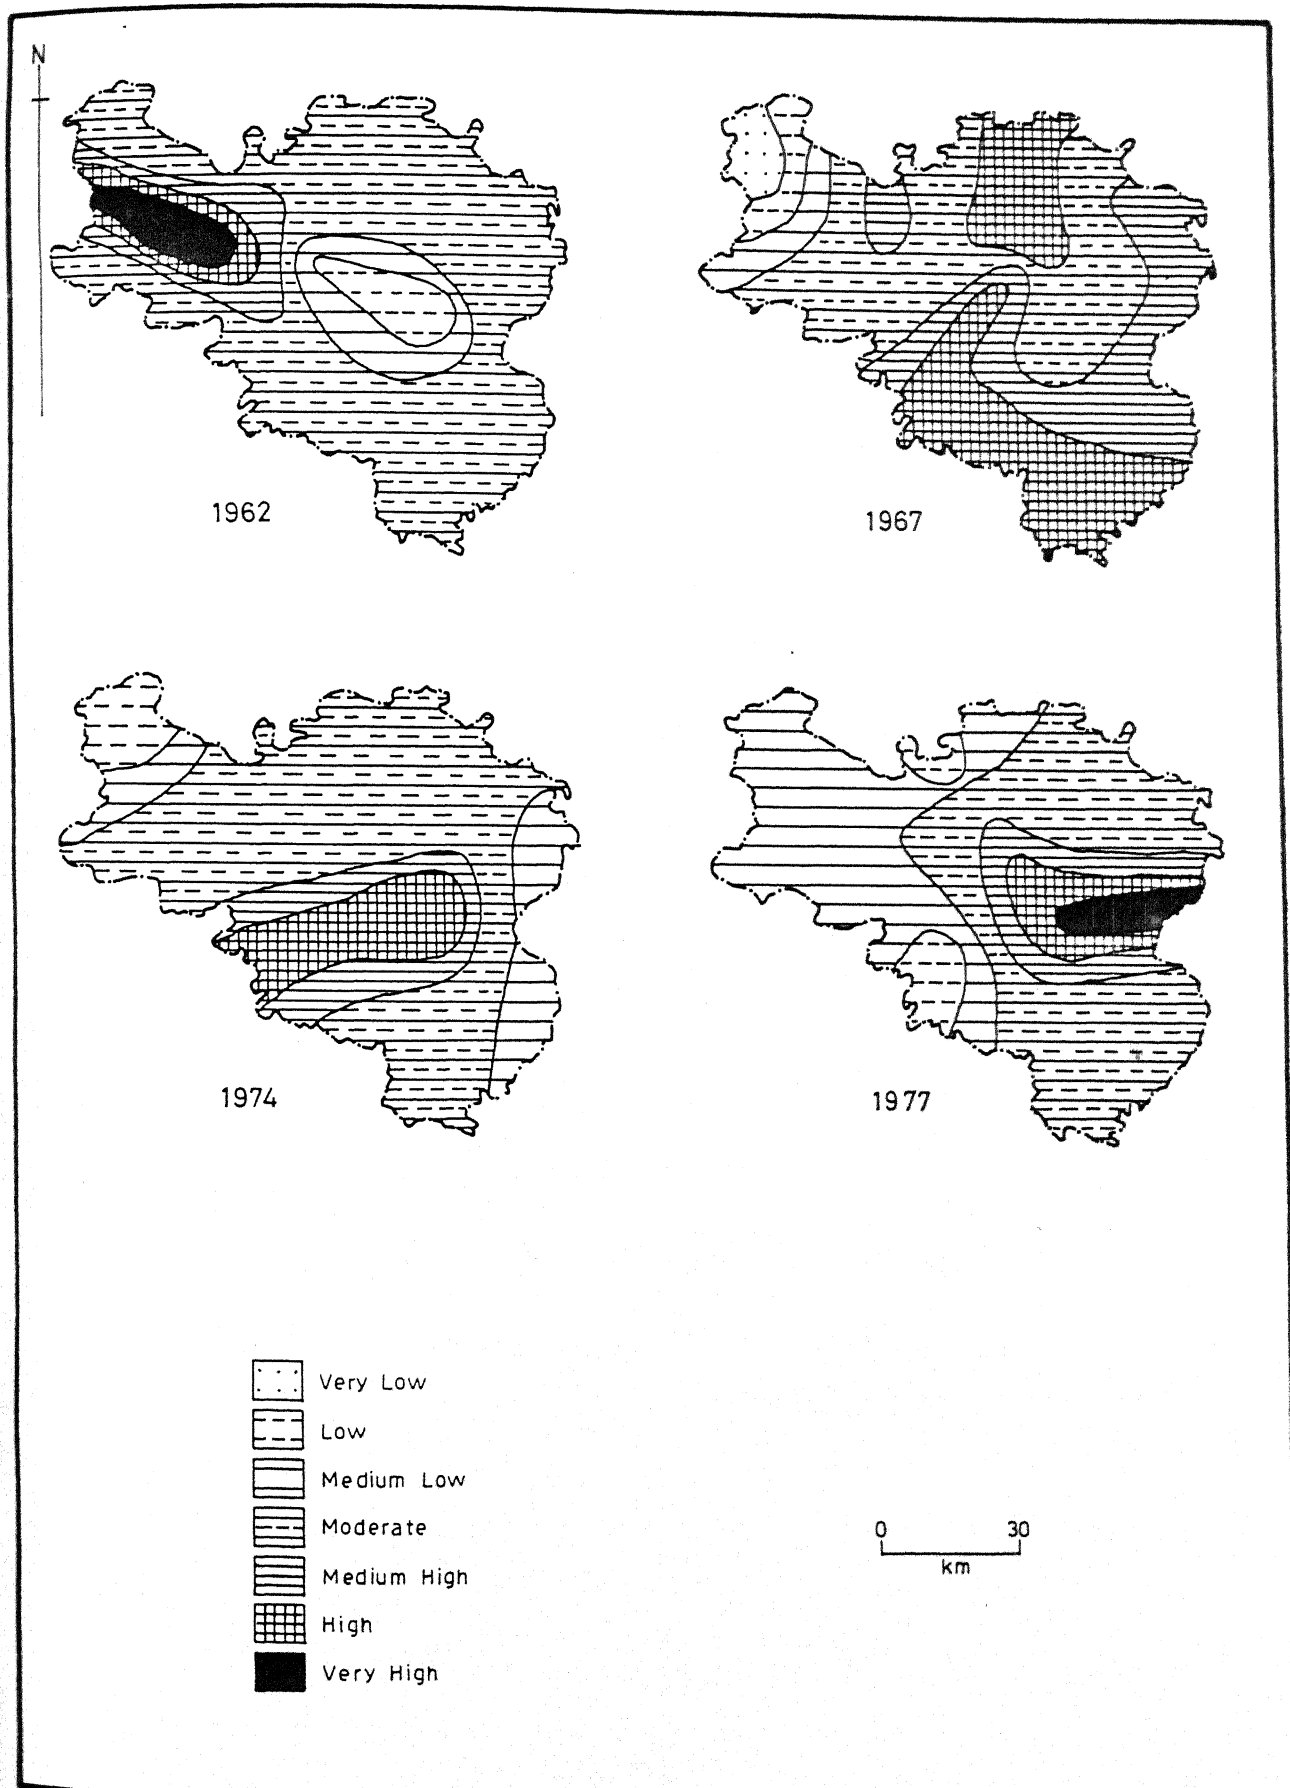 N
1962
1967
1974
1977
Very Low
Low
Medium Low
Moderate
Medium High
High
Very High
0 30
km